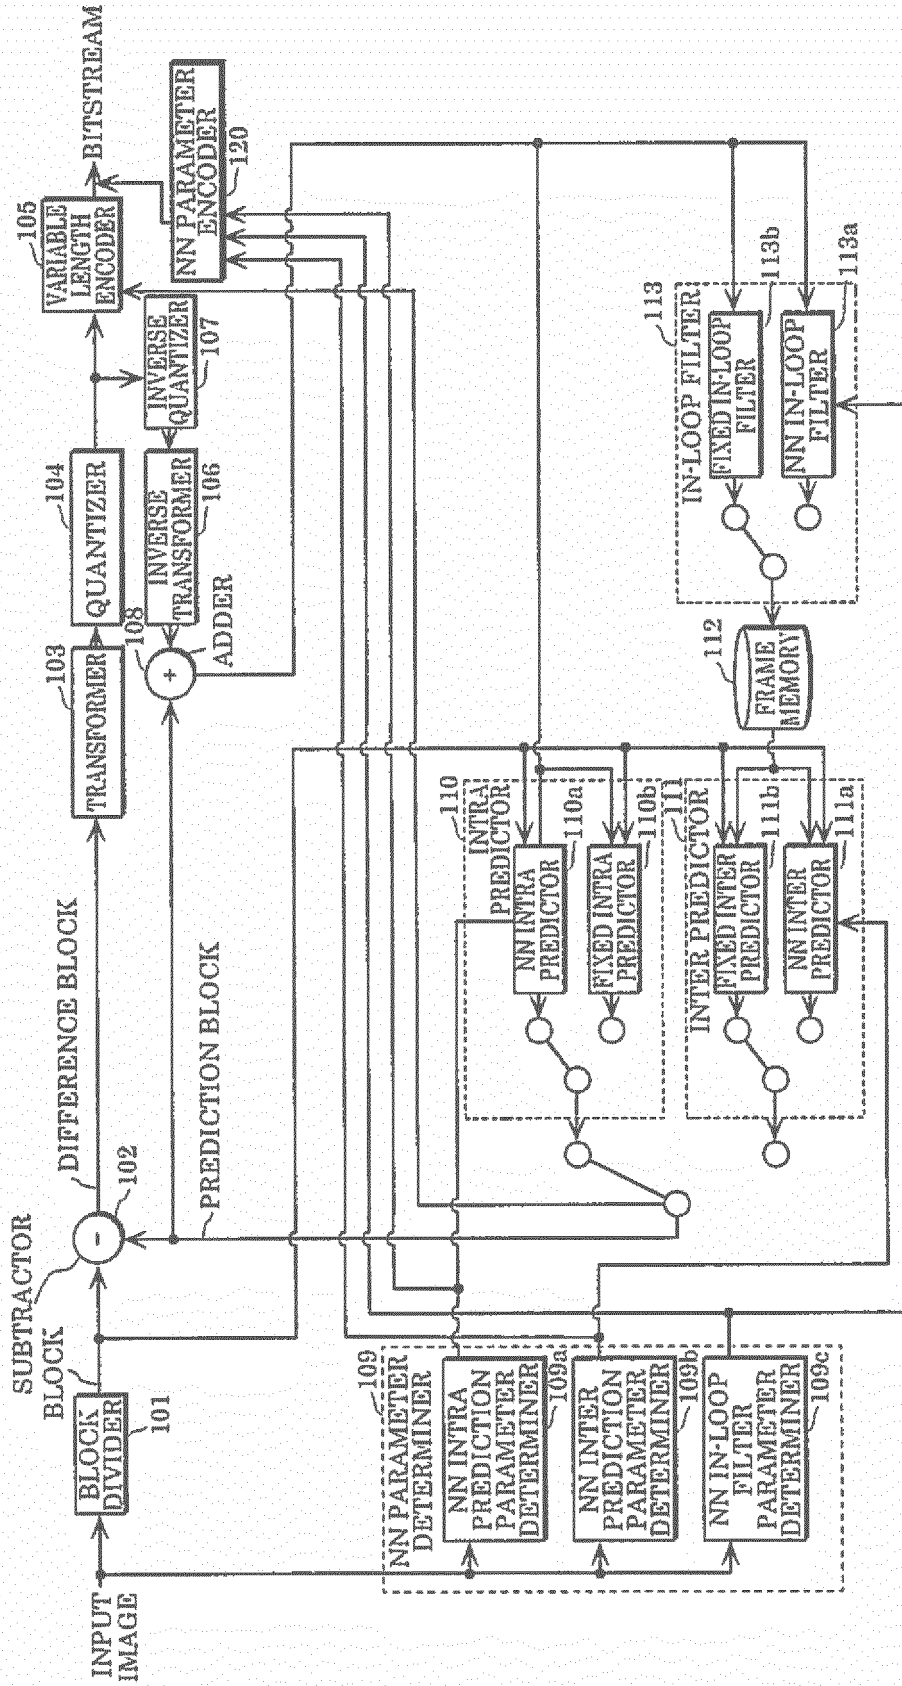 INPUT
IMAGE
BLOCK
DIVIDER
101
BLOCK
SUBTRACTOR
102
DIFFERENCE BLOCK
PREDICTION BLOCK
TRANSFORMER
103
QUANTIZER
104
VARIABLE
LENGTH
ENCODER
105
BITSTREAM
INVERSE
QUANTIZER
107
INVERSE
TRANSFORMER
106
108
ADDER
NN PARAMETER
ENCODER
120
NN PARAMETER
DETERMINER
109
NN INTRA
PREDICTION
PARAMETER
DETERMINER
109a
NN INTER
PREDICTION
PARAMETER
DETERMINER
109b
NN IN-LOOP
FILTER
PARAMETER
DETERMINER
109c
INTRA
PREDICTOR
110
NN INTRA
PREDICTOR
110a
FIXED INTRA
PREDICTOR
110b
INTER PREDICTOR
111
FIXED INTER
PREDICTOR
111b
NN INTER
PREDICTOR
111a
112
FRAME
MEMORY
IN-LOOP FILTER
113
FIXED IN-LOOP
FILTER
113b
NN IN-LOOP
FILTER
113a